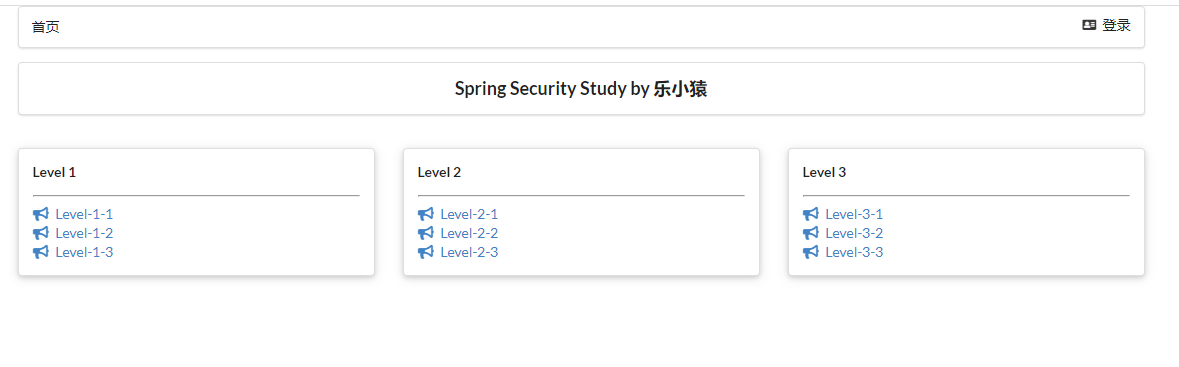 首页
登录
Spring Security Study by 乐小猿
Level 1
Level-1-1
Level-1-2
Level-1-3
Level 2
Level-2-1
Level-2-2
Level-2-3
Level 3
Level-3-1
Level-3-2
Level-3-3